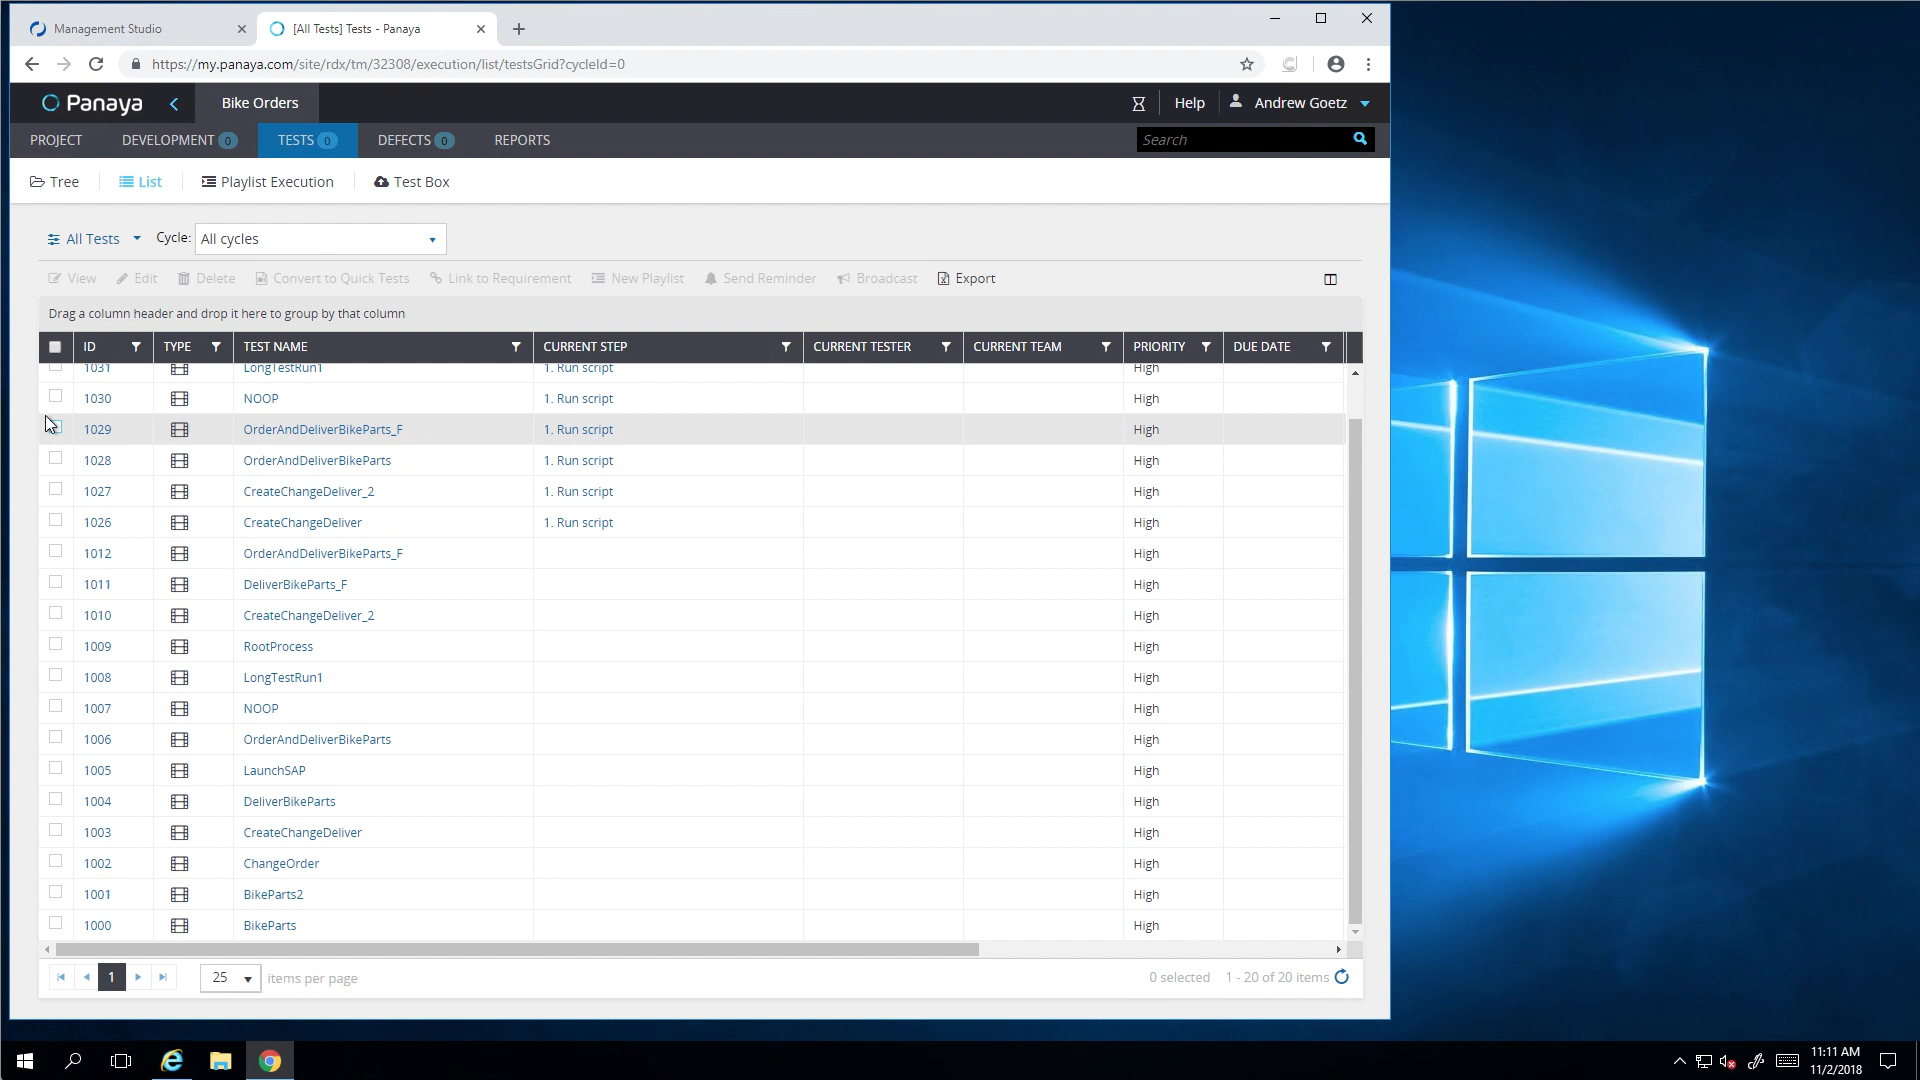 Management Studio
[All Tests] Tests - Panaya
https://my.panaya.com/site/rdx/tm/32308/execution/list/testsGrid?cycleId=0
Panaya Bike Orders Help Andrew Goetz
PROJECT DEVELOPMENT 0 TESTS 0 DEFECTS 0 REPORTS Search
Tree List Playlist Execution Test Box
All Tests Cycle: All cycles
View Edit Delete Convert to Quick Tests Link to Requirement New Playlist Send Reminder Broadcast Export
Drag a column header and drop it here to group by that column
ID TYPE TEST NAME CURRENT STEP CURRENT TESTER CURRENT TEAM PRIORITY DUE DATE
1031 LongTestRun1 1. Run script High
1030 NOOP 1. Run script High
1029 OrderAndDeliverBikeParts_F 1. Run script High
1028 OrderAndDeliverBikeParts 1. Run script High
1027 CreateChangeDeliver_2 1. Run script High
1026 CreateChangeDeliver 1. Run script High
1012 OrderAndDeliverBikeParts_F High
1011 DeliverBikeParts_F High
1010 CreateChangeDeliver_2 High
1009 RootProcess High
1008 LongTestRun1 High
1007 NOOP High
1006 OrderAndDeliverBikeParts High
1005 LaunchSAP High
1004 DeliverBikeParts High
1003 CreateChangeDeliver High
1002 ChangeOrder High
1001 BikeParts2 High
1000 BikeParts High
1 25 items per page 0 selected 1 - 20 of 20 items
11:11 AM
11/2/2018